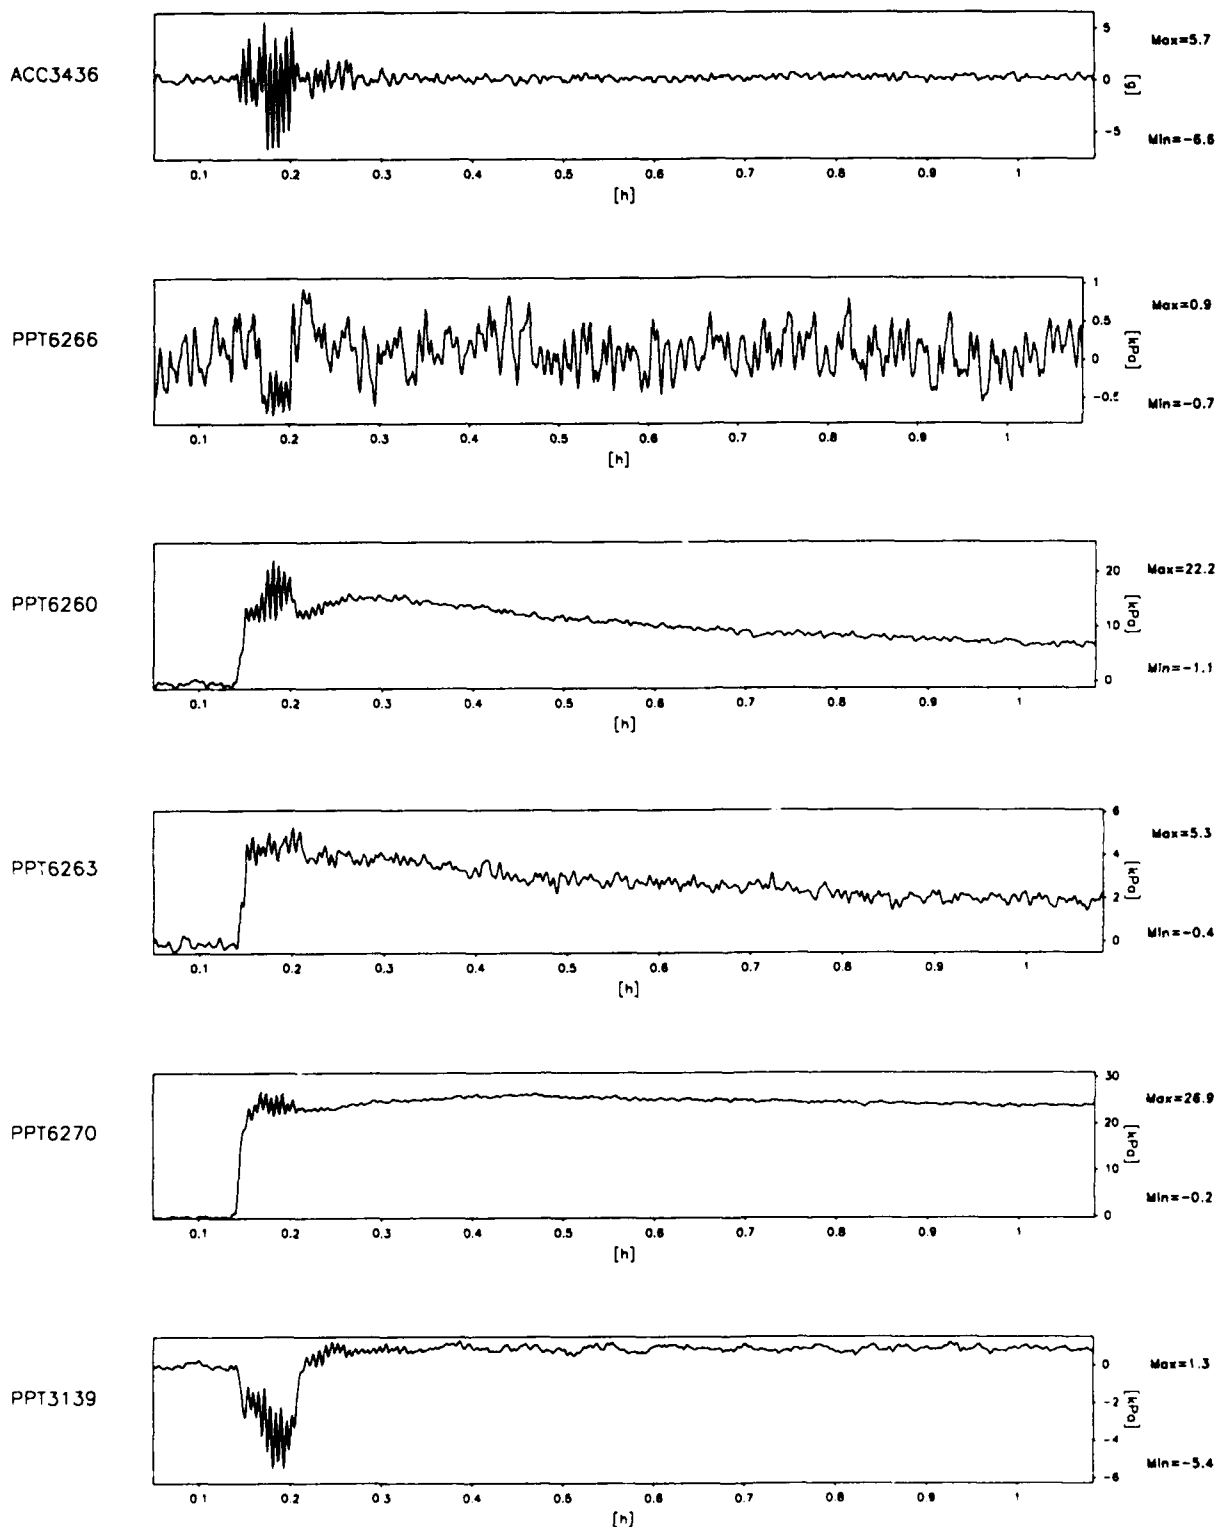 ACC3436
5
0
-5
[g]
Max=5.7
Min=-6.6
0.1 0.2 0.3 0.4 0.5 0.6 0.7 0.8 0.9 1
[h]
PPT6266
1
0.5
0
-0.5
[kPa]
Max=0.9
Min=-0.7
0.1 0.2 0.3 0.4 0.5 0.6 0.7 0.8 0.9 1
[h]
PPT6260
20
10
0
[kPa]
Max=22.2
Min=-1.1
0.1 0.2 0.3 0.4 0.5 0.6 0.7 0.8 0.9 1
[h]
PPT6263
6
4
2
0
[kPa]
Max=5.3
Min=-0.4
0.1 0.2 0.3 0.4 0.5 0.6 0.7 0.8 0.9 1
[h]
PPT6270
30
20
10
0
[kPa]
Max=26.9
Min=-0.2
0.1 0.2 0.3 0.4 0.5 0.6 0.7 0.8 0.9 1
[h]
PPT3139
0
-2
-4
-6
[kPa]
Max=1.3
Min=-5.4
0.1 0.2 0.3 0.4 0.5 0.6 0.7 0.8 0.9 1
[h]